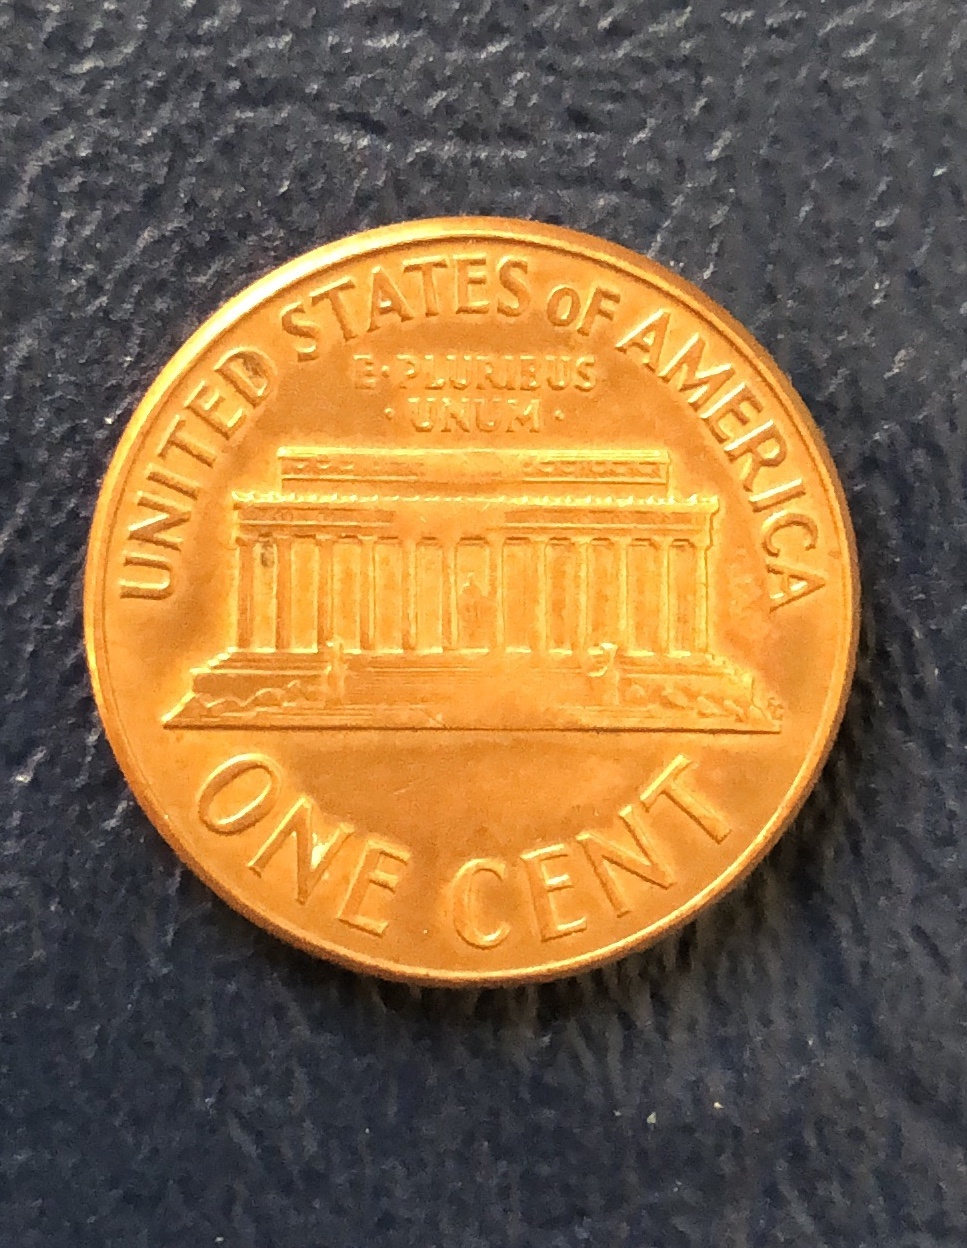 UNITED STATES OF AMERICA
E·PLURIBUS
·UNUM·
ONE CENT